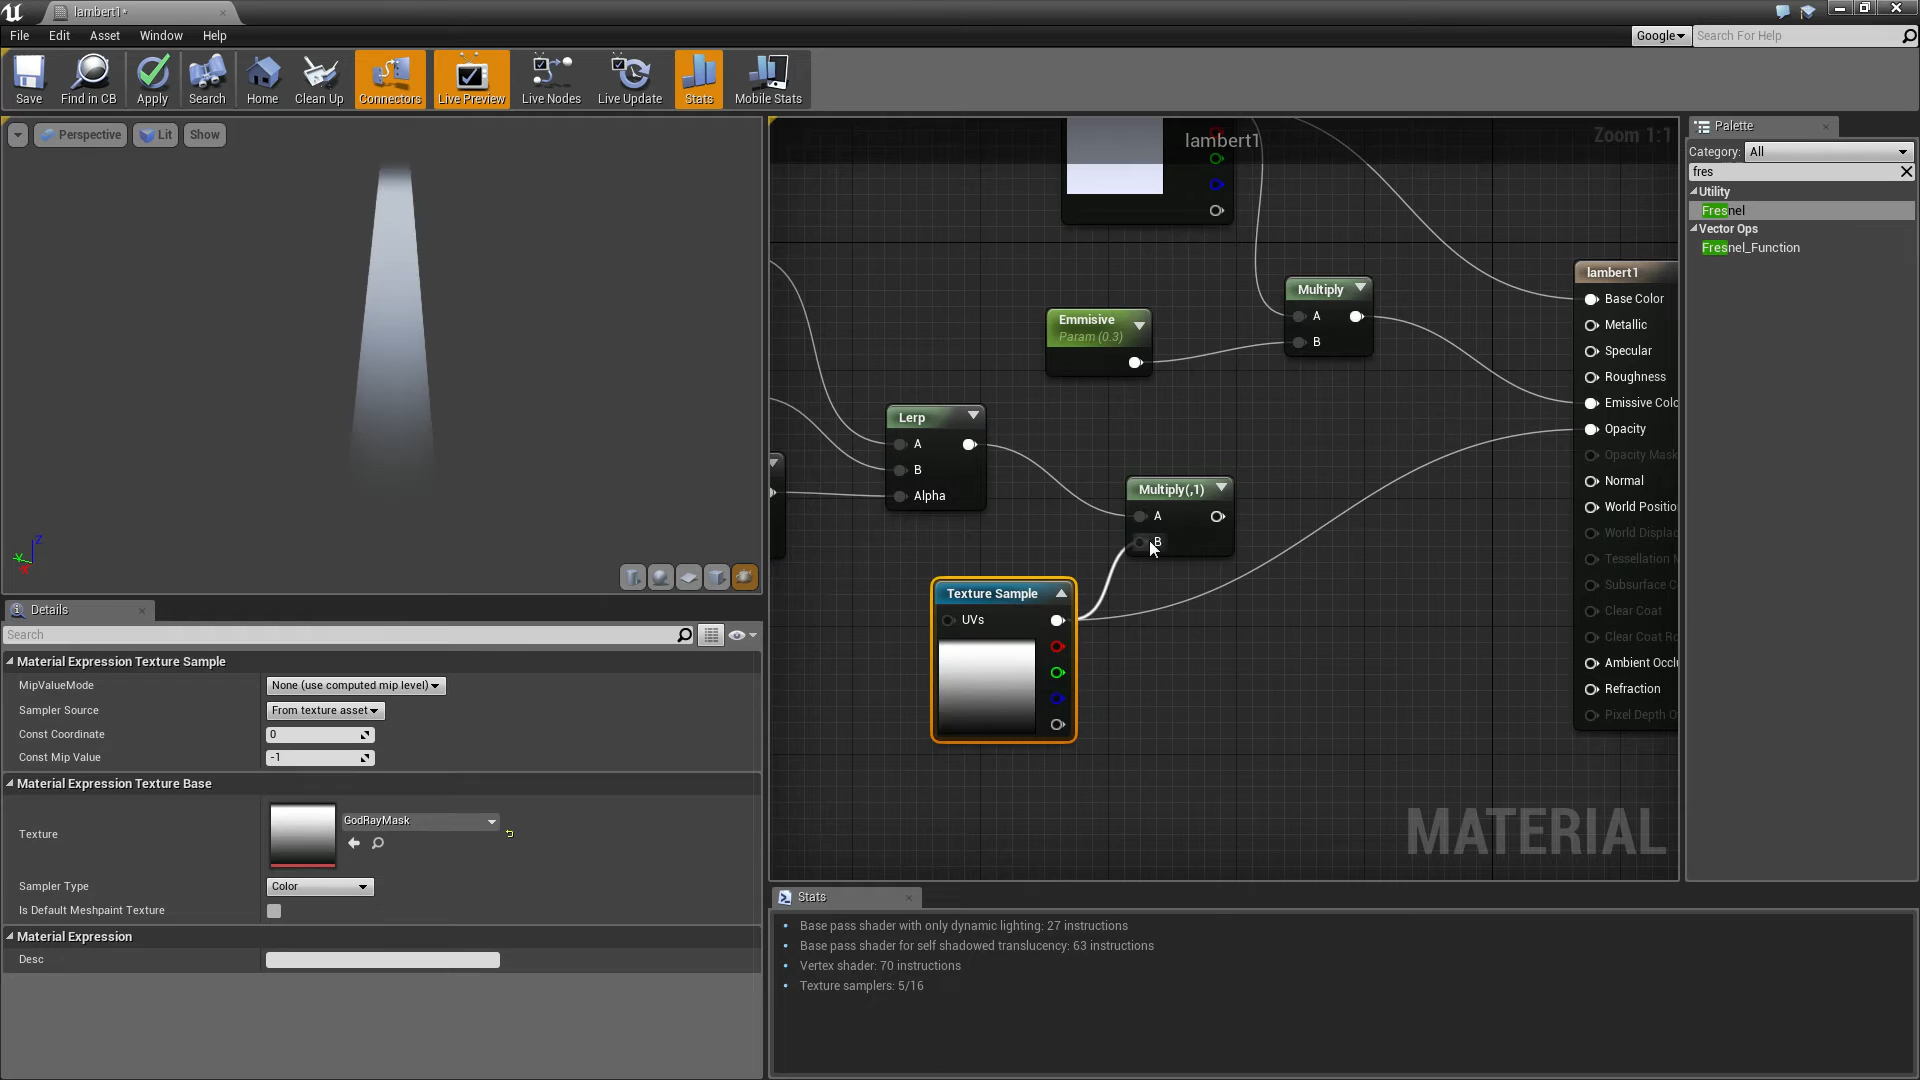 lambert1*
File Edit Asset Window Help
Google
Search For Help
Save Find in CB Apply Search Home Clean Up Connectors Live Preview Live Nodes Live Update Stats Mobile Stats
Perspective Lit Show
Z
Y
X
lambert1
Zoom 1:1
Emmisive
Param (0.3)
Multiply
A
B
Lerp
A
B
Alpha
Multiply(,1)
A
B
Texture Sample
UVs
lambert1
Base Color
Metallic
Specular
Roughness
Emissive Colo
Opacity
Opacity Mask
Normal
World Positio
World Displac
Tessellation M
Subsurface C
Clear Coat
Clear Coat Ro
Ambient Occlu
Refraction
Pixel Depth O
MATERIAL
Palette
Category: All
fres
Utility
Fresnel
Vector Ops
Fresnel_Function
Details
Search
Material Expression Texture Sample
MipValueMode None (use computed mip level)
Sampler Source From texture asset
Const Coordinate 0
Const Mip Value -1
Material Expression Texture Base
Texture GodRayMask
Sampler Type Color
Is Default Meshpaint Texture
Material Expression
Desc
Stats
Base pass shader with only dynamic lighting: 27 instructions
Base pass shader for self shadowed translucency: 63 instructions
Vertex shader: 70 instructions
Texture samplers: 5/16